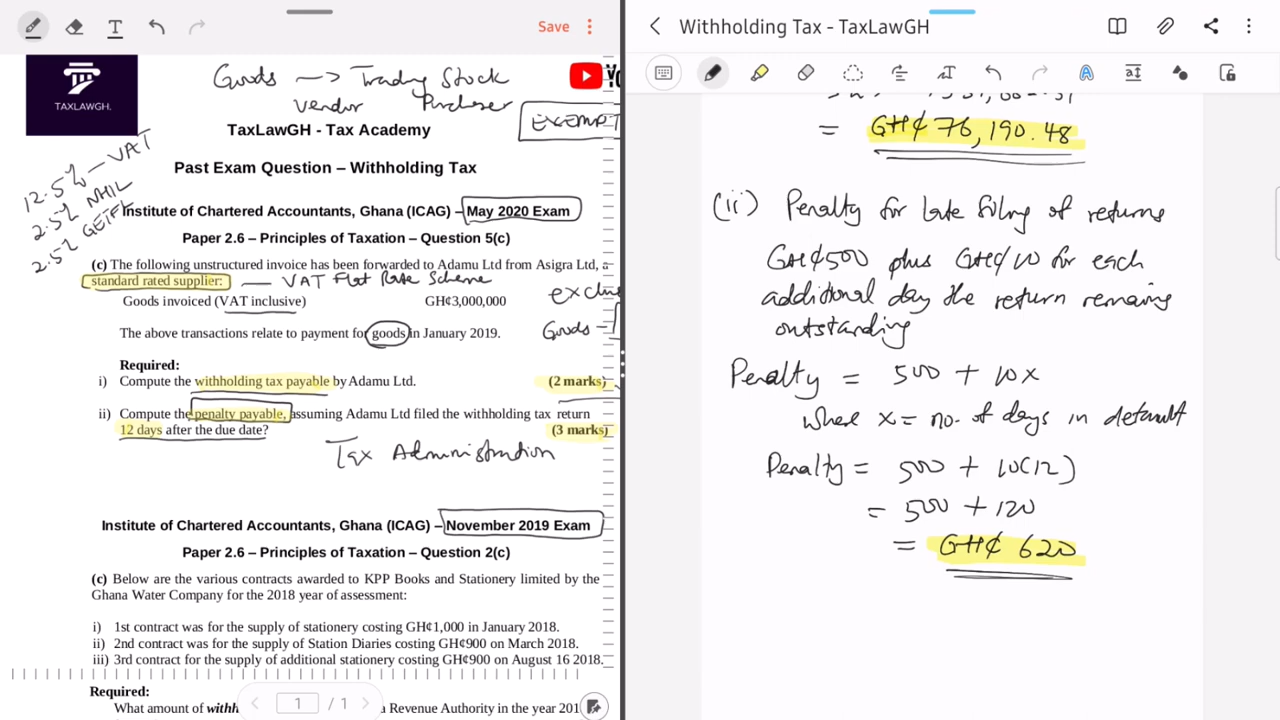 Save
Withholding Tax - TaxLawGH
TAXLAWGH.
Goods → Trading Stock
Vendor Purchaser
EXEMPT
TaxLawGH - Tax Academy
12.5% - VAT
2.5% NHIL
2.5% GETFL
Past Exam Question – Withholding Tax
Institute of Chartered Accountants, Ghana (ICAG) – May 2020 Exam
Paper 2.6 – Principles of Taxation – Question 5(c)
(c) The following unstructured invoice has been forwarded to Adamu Ltd from Asigra Ltd, a
standard rated supplier: — VAT Flat Rate Scheme
Goods invoiced (VAT inclusive) GH¢3,000,000
exclus
The above transactions relate to payment for goods in January 2019.
Goods -
Required:
i) Compute the withholding tax payable by Adamu Ltd. (2 marks)
ii) Compute the penalty payable, assuming Adamu Ltd filed the withholding tax return
12 days after the due date? (3 marks)
Tax Administration
Institute of Chartered Accountants, Ghana (ICAG) – November 2019 Exam
Paper 2.6 – Principles of Taxation – Question 2(c)
(c) Below are the various contracts awarded to KPP Books and Stationery limited by the
Ghana Water Company for the 2018 year of assessment:
i) 1st contract was for the supply of stationery costing GH¢1,000 in January 2018.
ii) 2nd contract was for the supply of Station Diaries costing GH¢900 on March 2018.
iii) 3rd contract for the supply of additional stationery costing GH¢900 on August 16 2018.
Required:
What amount of withh a Revenue Authority in the year 201
1 / 1
= GH¢ 76,190.48
(ii) Penalty for late filing of returns
GH¢500 plus GH¢10 for each
additional day the return remains
outstanding
Penalty = 500 + 10x
where x = no. of days in default
Penalty = 500 + 10(12)
= 500 + 120
= GH¢ 620